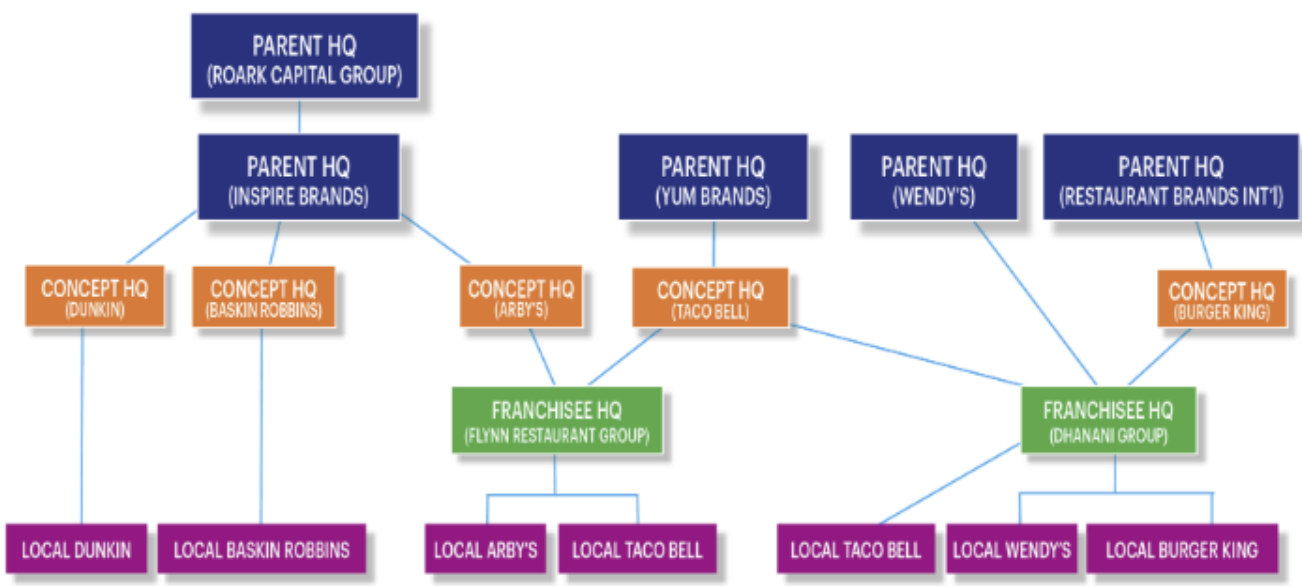 PARENT HQ
(ROARK CAPITAL GROUP)
PARENT HQ
(INSPIRE BRANDS)
PARENT HQ
(YUM BRANDS)
PARENT HQ
(WENDY'S)
PARENT HQ
(RESTAURANT BRANDS INT'l)
CONCEPT HQ
(DUNKIN)
CONCEPT HQ
(BASKIN ROBBINS)
CONCEPT HQ
(ARBY'S)
CONCEPT HQ
(TACO BELL)
CONCEPT HQ
(BURGER KING)
FRANCHISEE HQ
(FLYNN RESTAURANT GROUP)
FRANCHISEE HQ
(DHANANI GROUP)
LOCAL DUNKIN
LOCAL BASKIN ROBBINS
LOCAL ARBY'S
LOCAL TACO BELL
LOCAL TACO BELL
LOCAL WENDY'S
LOCAL BURGER KING